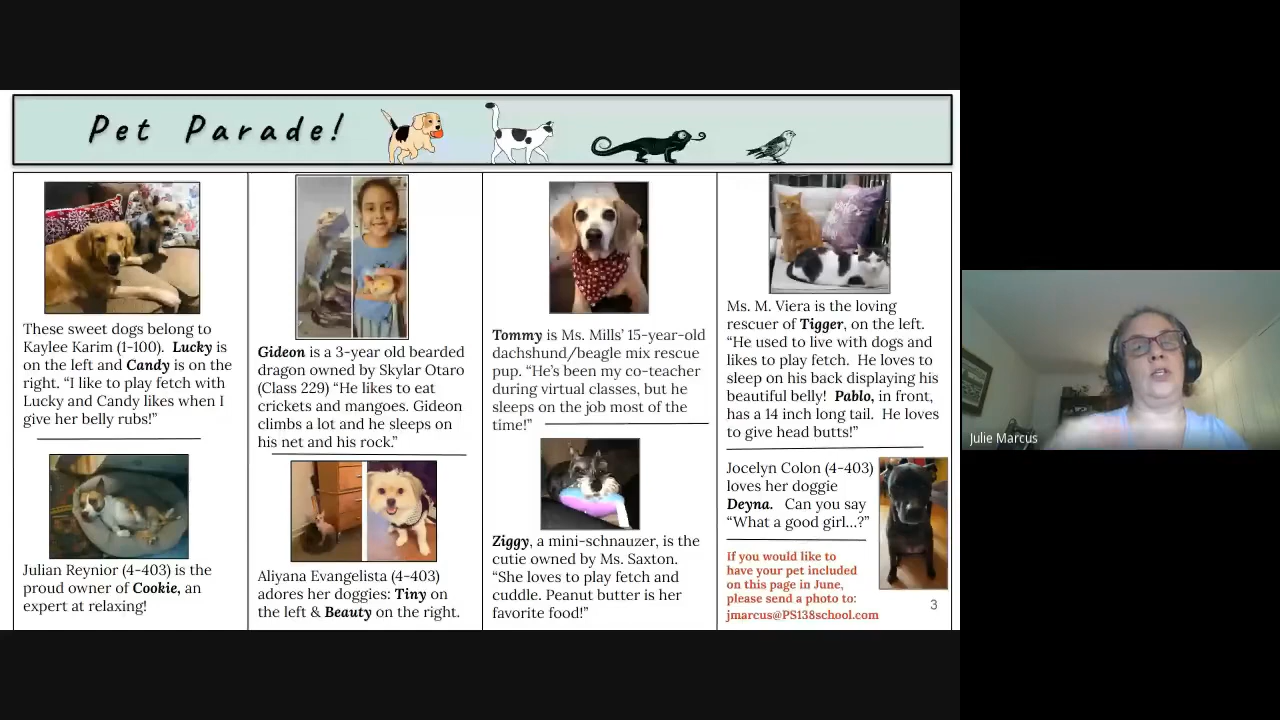 Pet Parade!
These sweet dogs belong to
Kaylee Karim (1-100). Lucky is
on the left and Candy is on the
right. “I like to play fetch with
Lucky and Candy likes when I
give her belly rubs!”
Julian Reynior (4-403) is the
proud owner of Cookie, an
expert at relaxing!
Gideon is a 3-year old bearded
dragon owned by Skylar Otaro
(Class 229) “He likes to eat
crickets and mangoes. Gideon
climbs a lot and he sleeps on
his net and his rock.”
Aliyana Evangelista (4-403)
adores her doggies: Tiny on
the left & Beauty on the right.
Tommy is Ms. Mills’ 15-year-old
dachshund/beagle mix rescue
pup. “He’s been my co-teacher
during virtual classes, but he
sleeps on the job most of the
time!”
Ziggy, a mini-schnauzer, is the
cutie owned by Ms. Saxton.
“She loves to play fetch and
cuddle. Peanut butter is her
favorite food!”
Ms. M. Viera is the loving
rescuer of Tigger, on the left.
“He used to live with dogs and
likes to play fetch. He loves to
sleep on his back displaying his
beautiful belly! Pablo, in front,
has a 14 inch long tail. He loves
to give head butts!”
Jocelyn Colon (4-403)
loves her doggie
Deyna. Can you say
“What a good girl...?”
If you would like to
have your pet included
on this page in June,
please send a photo to:
jmarcus@PS138school.com
3
Julie Marcus